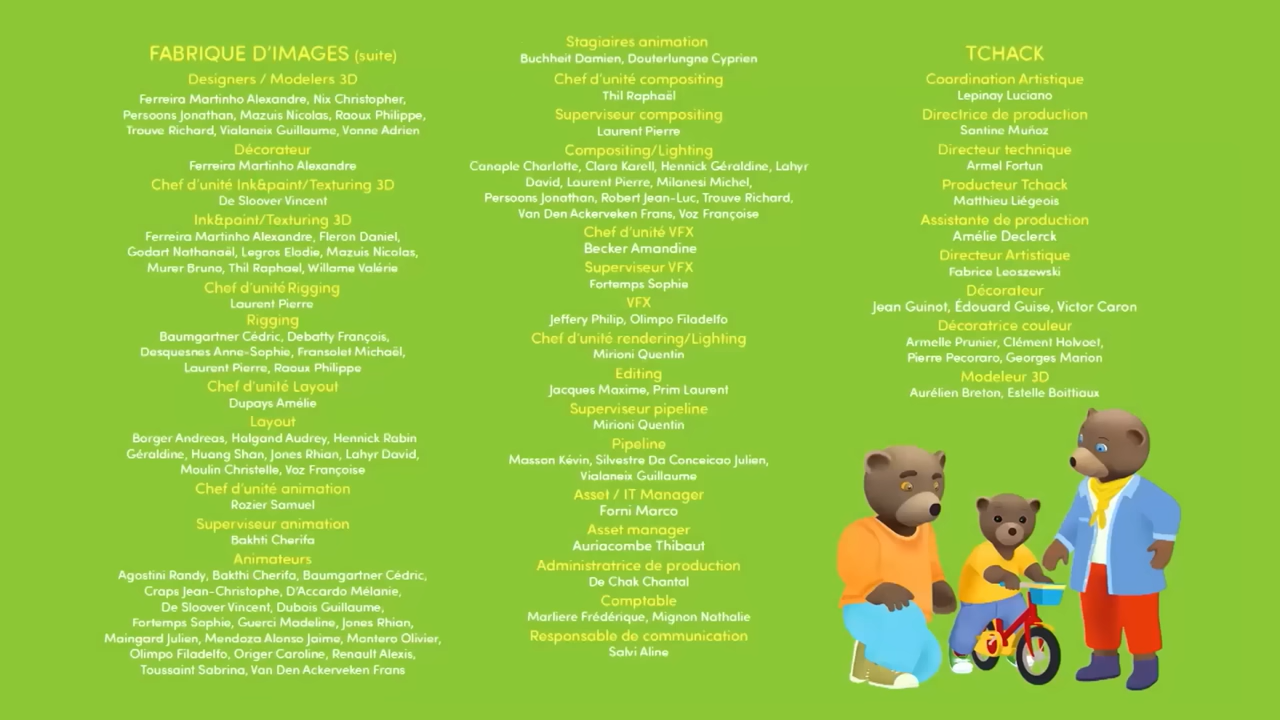 FABRIQUE D'IMAGES (suite)
Designers / Modelers 3D
Ferreira Martinho Alexandre, Nix Christopher,
Persoons Jonathan, Mazuis Nicolas, Raoux Philippe,
Trouve Richard, Vialaneix Guillaume, Vonne Adrien
Décorateur
Ferreira Martinho Alexandre
Chef d'unité Ink&paint/Texturing 3D
De Sloover Vincent
Ink&paint/Texturing 3D
Ferreira Martinho Alexandre, Fleron Daniel,
Godart Nathanaël, Legros Elodie, Mazuis Nicolas,
Murer Bruno, Thil Raphael, Willame Valérie
Chef d'unité Rigging
Laurent Pierre
Rigging
Baumgartner Cédric, Debatty François,
Desquesnes Anne-Sophie, Fransolet Michaël,
Laurent Pierre, Raoux Philippe
Chef d'unité Layout
Dupays Amélie
Layout
Borger Andreas, Halgand Audrey, Hennick Rabin
Géraldine, Huang Shan, Jones Rhian, Lahyr David,
Moulin Christelle, Voz Françoise
Chef d'unité animation
Rozier Samuel
Superviseur animation
Bakhti Cherifa
Animateurs
Agostini Randy, Bakthi Cherifa, Baumgartner Cédric,
Craps Jean-Christophe, D'Accardo Mélanie,
De Sloover Vincent, Dubois Guillaume,
Fortemps Sophie, Guerci Madeline, Jones Rhian,
Maingard Julien, Mendoza Alonso Jaime, Mantero Olivier,
Olimpo Filadelfo, Origer Caroline, Renault Alexis,
Toussaint Sabrina, Van Den Ackerveken Frans
Stagiaires animation
Buchheit Damien, Douterlungne Cyprien
Chef d'unité compositing
Thil Raphaël
Superviseur compositing
Laurent Pierre
Compositing/Lighting
Canaple Charlotte, Clara Karell, Hennick Géraldine, Lahyr
David, Laurent Pierre, Milanesi Michel,
Persoons Jonathan, Robert Jean-Luc, Trouve Richard,
Van Den Ackerveken Frans, Voz Françoise
Chef d'unité VFX
Becker Amandine
Superviseur VFX
Fortemps Sophie
VFX
Jeffery Philip, Olimpo Filadelfo
Chef d'unité rendering/Lighting
Mirioni Quentin
Editing
Jacques Maxime, Prim Laurent
Superviseur pipeline
Mirioni Quentin
Pipeline
Masson Kévin, Silvestre Da Conceicao Julien,
Vialaneix Guillaume
Asset / IT Manager
Forni Marco
Asset manager
Auriacombe Thibaut
Administratrice de production
De Chak Chantal
Comptable
Marliere Frédérique, Mignon Nathalie
Responsable de communication
Salvi Aline
TCHACK
Coordination Artistique
Lepinay Luciano
Directrice de production
Santine Muñoz
Directeur technique
Armel Fortun
Producteur Tchack
Matthieu Liégeois
Assistante de production
Amélie Declerck
Directeur Artistique
Fabrice Leoszewski
Décorateur
Jean Guinot, Édouard Guise, Victor Caron
Décoratrice couleur
Armelle Prunier, Clément Holvoet,
Pierre Pecoraro, Georges Marion
Modeleur 3D
Aurélien Breton, Estelle Boittiaux